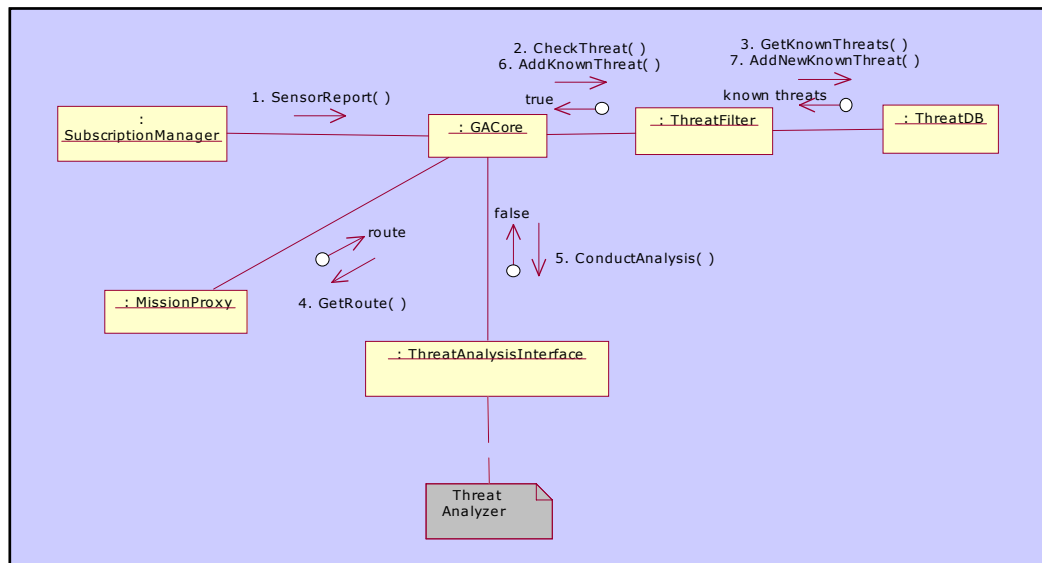 2. CheckThreat( )
6. AddKnownThreat( )
3. GetKnownThreats( )
7. AddNewKnownThreat( )
1. SensorReport( )
true
known threats
:
SubscriptionManager
: GACore
: ThreatFilter
: ThreatDB
route
false
4. GetRoute( )
5. ConductAnalysis( )
: MissionProxy
: ThreatAnalysisInterface
Threat
Analyzer